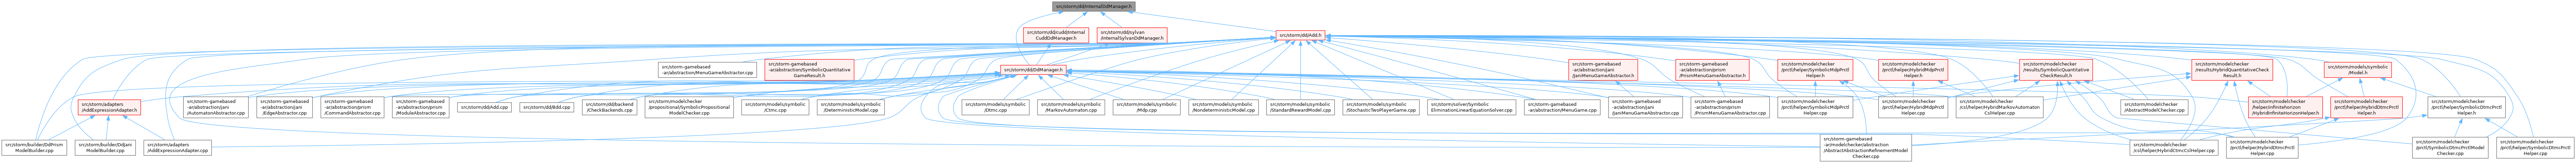 src/storm/dd/InternalDdManager.h
src/storm/dd/cudd/Internal
CuddDdManager.h
src/storm/dd/sylvan
/InternalSylvanDdManager.h
src/storm/dd/Add.h
src/storm-gamebased
-ar/abstraction/MenuGameAbstractor.cpp
src/storm-gamebased
-ar/abstraction/SymbolicQuantitative
GameResult.h
src/storm/dd/DdManager.h
src/storm-gamebased
-ar/abstraction/jani
/JaniMenuGameAbstractor.h
src/storm-gamebased
-ar/abstraction/prism
/PrismMenuGameAbstractor.h
src/storm/modelchecker
/prctl/helper/SymbolicMdpPrctl
Helper.h
src/storm/modelchecker
/prctl/helper/HybridMdpPrctl
Helper.h
src/storm/modelchecker
/results/SymbolicQuantitative
CheckResult.h
src/storm/modelchecker
/results/HybridQuantitativeCheck
Result.h
src/storm/models/symbolic
/Model.h
src/storm/adapters
/AddExpressionAdapter.h
src/storm-gamebased
-ar/abstraction/jani
/AutomatonAbstractor.cpp
src/storm-gamebased
-ar/abstraction/jani
/EdgeAbstractor.cpp
src/storm-gamebased
-ar/abstraction/prism
/CommandAbstractor.cpp
src/storm-gamebased
-ar/abstraction/prism
/ModuleAbstractor.cpp
src/storm/dd/Add.cpp
src/storm/dd/Bdd.cpp
src/storm/dd/backend
/CheckBackends.cpp
src/storm/modelchecker
/propositional/SymbolicPropositional
ModelChecker.cpp
src/storm/models/symbolic
/Ctmc.cpp
src/storm/models/symbolic
/DeterministicModel.cpp
src/storm/models/symbolic
/Dtmc.cpp
src/storm/models/symbolic
/MarkovAutomaton.cpp
src/storm/models/symbolic
/Mdp.cpp
src/storm/models/symbolic
/NondeterministicModel.cpp
src/storm/models/symbolic
/StandardRewardModel.cpp
src/storm/models/symbolic
/StochasticTwoPlayerGame.cpp
src/storm/solver/Symbolic
EliminationLinearEquationSolver.cpp
src/storm-gamebased
-ar/abstraction/MenuGame.cpp
src/storm-gamebased
-ar/abstraction/jani
/JaniMenuGameAbstractor.cpp
src/storm-gamebased
-ar/abstraction/prism
/PrismMenuGameAbstractor.cpp
src/storm/modelchecker
/prctl/helper/SymbolicMdpPrctl
Helper.cpp
src/storm/modelchecker
/prctl/helper/HybridMdpPrctl
Helper.cpp
src/storm/modelchecker
/csl/helper/HybridMarkovAutomaton
CslHelper.cpp
src/storm/modelchecker
/AbstractModelChecker.cpp
src/storm/modelchecker
/helper/infinitehorizon
/HybridInfiniteHorizonHelper.h
src/storm/modelchecker
/prctl/helper/HybridDtmcPrctl
Helper.h
src/storm/modelchecker
/prctl/helper/SymbolicDtmcPrctl
Helper.h
src/storm/builder/DdPrism
ModelBuilder.cpp
src/storm/builder/DdJani
ModelBuilder.cpp
src/storm/adapters
/AddExpressionAdapter.cpp
src/storm-gamebased
-ar/modelchecker/abstraction
/AbstractAbstractionRefinementModel
Checker.cpp
src/storm/modelchecker
/csl/helper/HybridCtmcCslHelper.cpp
src/storm/modelchecker
/prctl/helper/HybridDtmcPrctl
Helper.cpp
src/storm/modelchecker
/prctl/SymbolicDtmcPrctlModel
Checker.cpp
src/storm/modelchecker
/prctl/helper/SymbolicDtmcPrctl
Helper.cpp